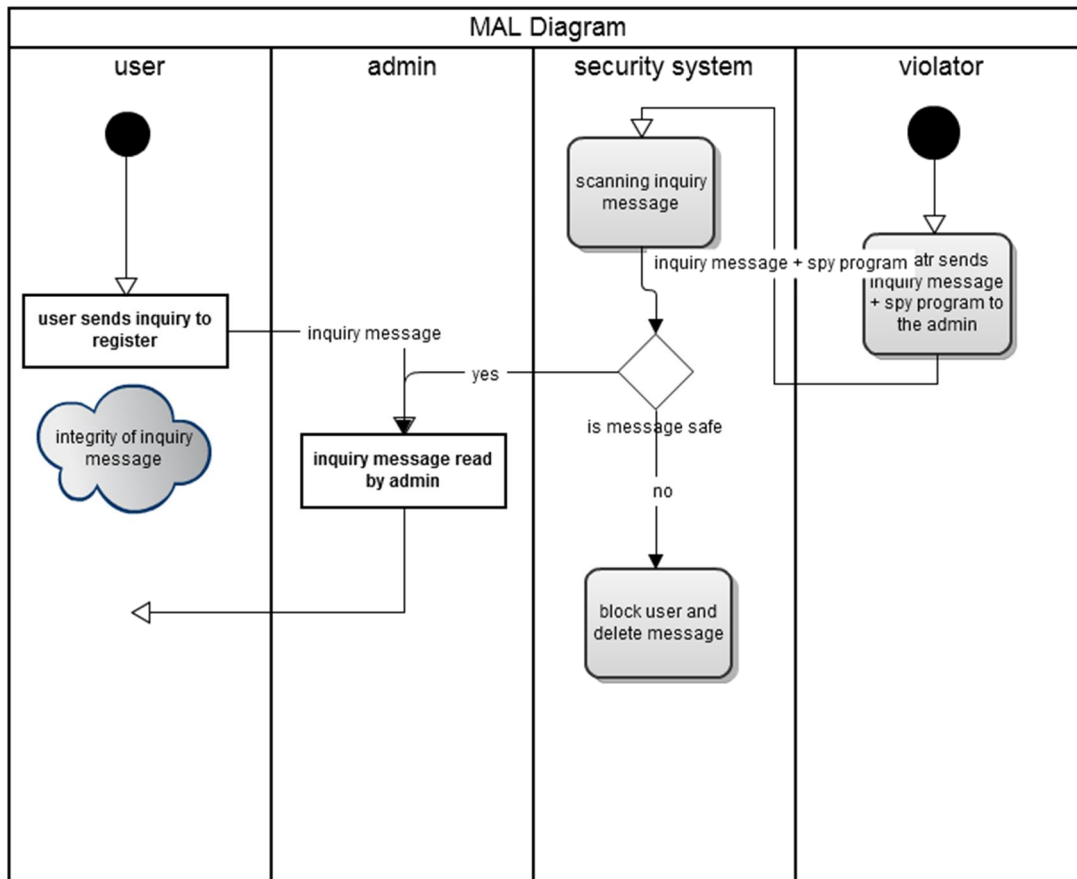 MAL Diagram
user
admin
security system
violator
scanning inquiry
message
inquiry message + spy program
atr sends
inquiry message
+ spy program to
the admin
user sends inquiry to
register
inquiry message
yes
is message safe
integrity of inquiry
message
inquiry message read
by admin
no
block user and
delete message